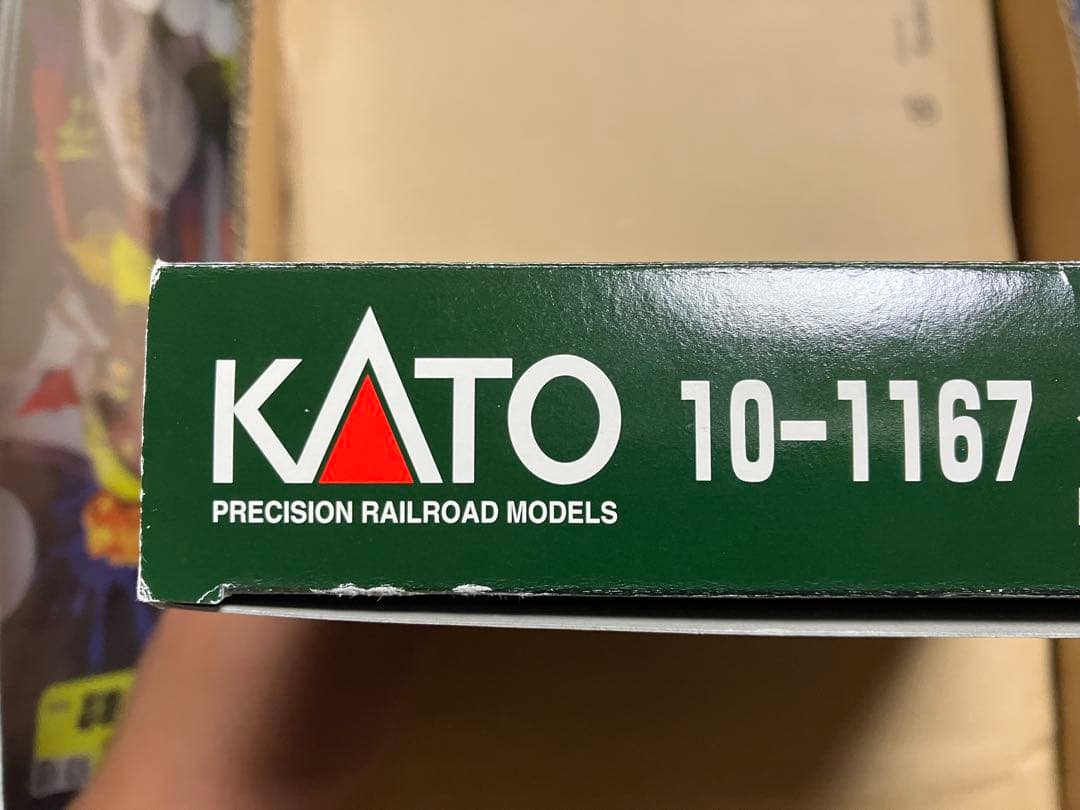 KATO 10-1167
PRECISION RAILROAD MODELS